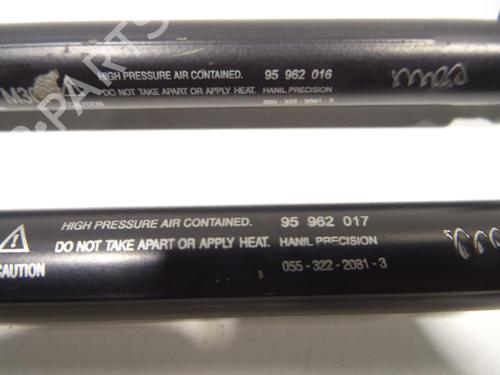 HIGH PRESSURE AIR CONTAINED. 95 962 016
DO NOT TAKE APART OR APPLY HEAT. HANIL PRECISION
055-322-2081-3
HIGH PRESSURE AIR CONTAINED. 95 962 017
DO NOT TAKE APART OR APPLY HEAT. HANIL PRECISION
CAUTION 055-322-2081-3